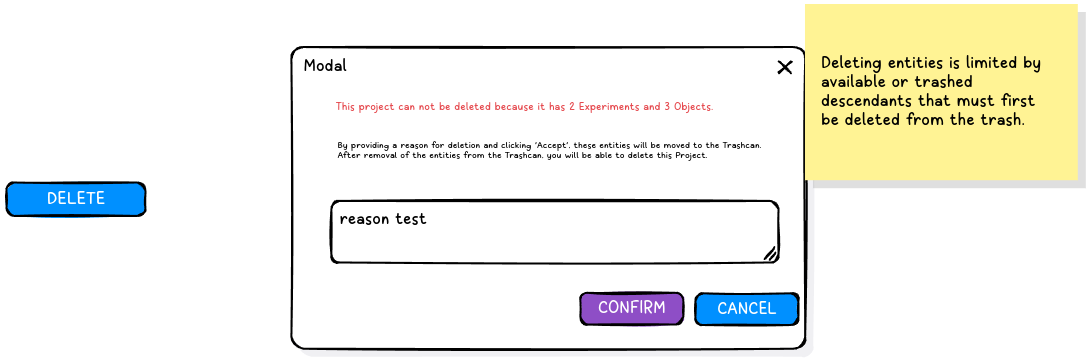 DELETE
Modal
This project can not be deleted because it has 2 Experiments and 3 Objects.
By providing a reason for deletion and clicking 'Accept', these entities will be moved to the Trashcan.
After removal of the entities from the Trashcan, you will be able to delete this Project.
reason test
CONFIRM
CANCEL
Deleting entities is limited by
available or trashed
descendants that must first
be deleted from the trash.